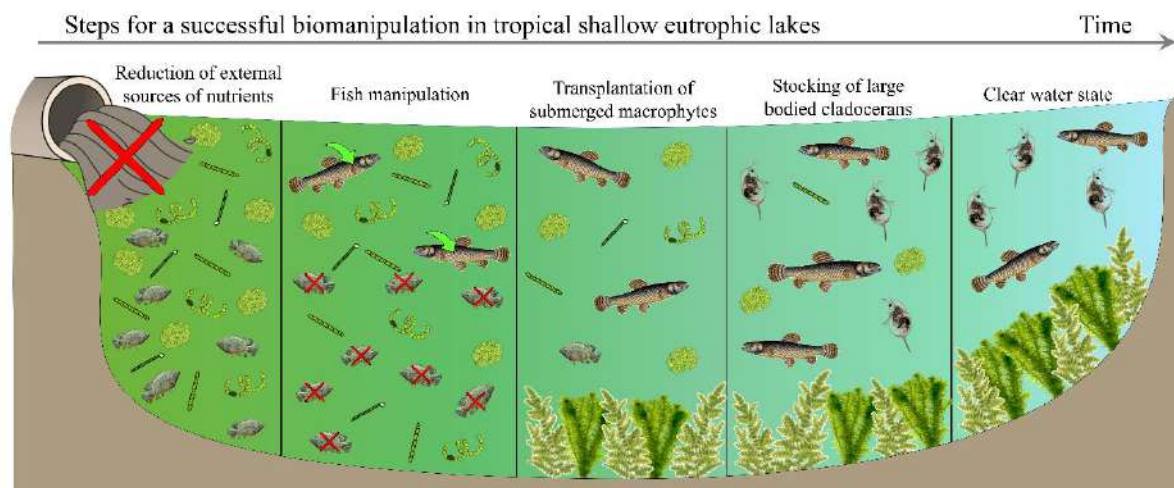 Steps for a successful biomanipulation in tropical shallow eutrophic lakes
Time
Reduction of external
sources of nutrients
Fish manipulation
Transplantation of
submerged macrophytes
Stocking of large
bodied cladocerans
Clear water state